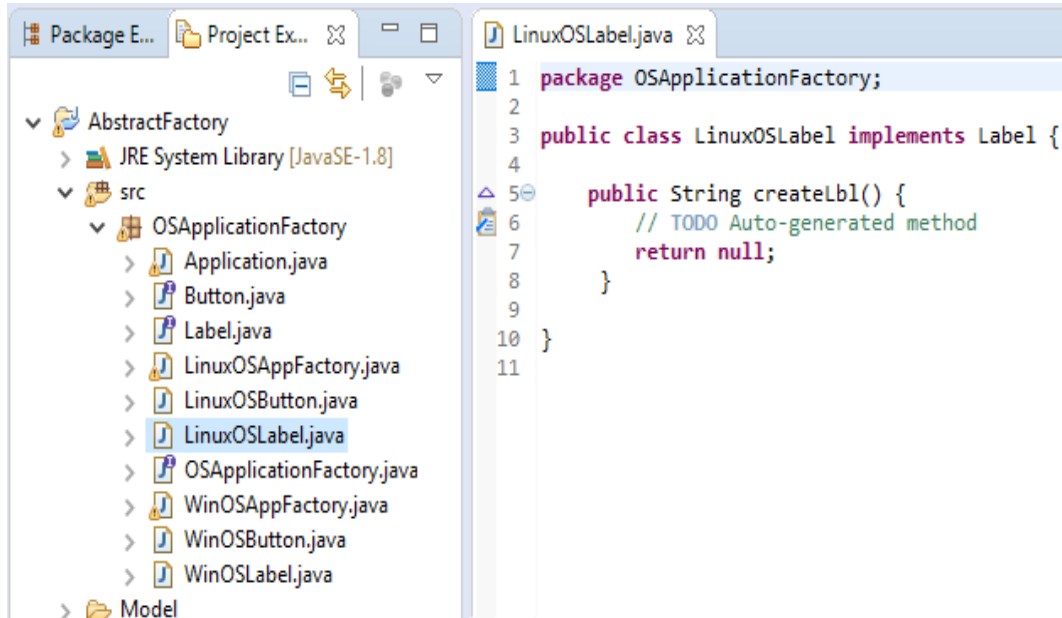 Package E...
Project Ex...
AbstractFactory
JRE System Library [JavaSE-1.8]
src
OSApplicationFactory
Application.java
Button.java
Label.java
LinuxOSAppFactory.java
LinuxOSButton.java
LinuxOSLabel.java
OSApplicationFactory.java
WinOSAppFactory.java
WinOSButton.java
WinOSLabel.java
Model
LinuxOSLabel.java
1 package OSApplicationFactory;
2
3 public class LinuxOSLabel implements Label {
4
5 public String createLbl() {
6 // TODO Auto-generated method
7 return null;
8 }
9
10 }
11